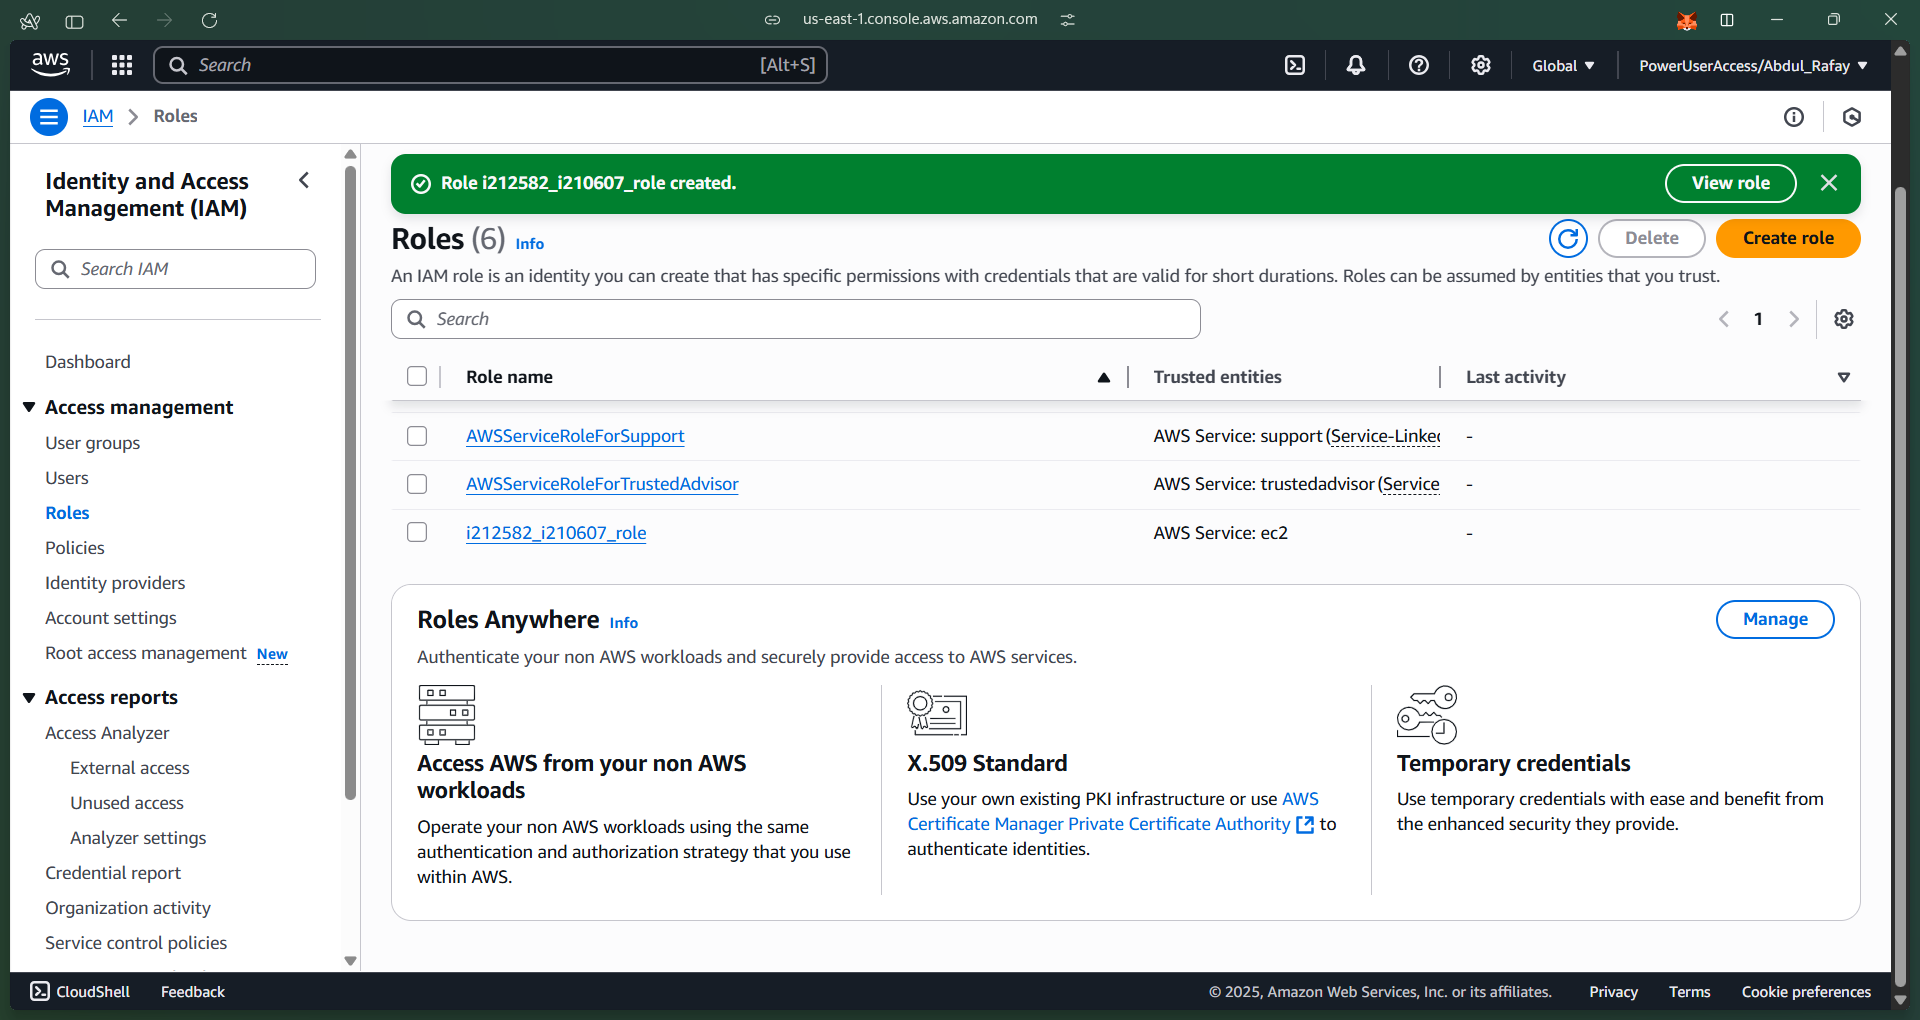 us-east-1.console.aws.amazon.com
aws
Search
[Alt+S]
Global
PowerUserAccess/Abdul_Rafay
IAM
Roles
Identity and Access
Management (IAM)
Search IAM
Dashboard
Access management
User groups
Users
Roles
Policies
Identity providers
Account settings
Root access management New
Access reports
Access Analyzer
External access
Unused access
Analyzer settings
Credential report
Organization activity
Service control policies
Role i212582_i210607_role created.
View role
Roles (6) Info
Delete
Create role
An IAM role is an identity you can create that has specific permissions with credentials that are valid for short durations. Roles can be assumed by entities that you trust.
Search
1
Role name
Trusted entities
Last activity
AWSServiceRoleForSupport
AWS Service: support (Service-Linked
-
AWSServiceRoleForTrustedAdvisor
AWS Service: trustedadvisor (Service
-
i212582_i210607_role
AWS Service: ec2
-
Roles Anywhere Info
Manage
Authenticate your non AWS workloads and securely provide access to AWS services.
Access AWS from your non AWS
workloads
Operate your non AWS workloads using the same
authentication and authorization strategy that you use
within AWS.
X.509 Standard
Use your own existing PKI infrastructure or use AWS
Certificate Manager Private Certificate Authority to
authenticate identities.
Temporary credentials
Use temporary credentials with ease and benefit from
the enhanced security they provide.
CloudShell
Feedback
© 2025, Amazon Web Services, Inc. or its affiliates.
Privacy
Terms
Cookie preferences